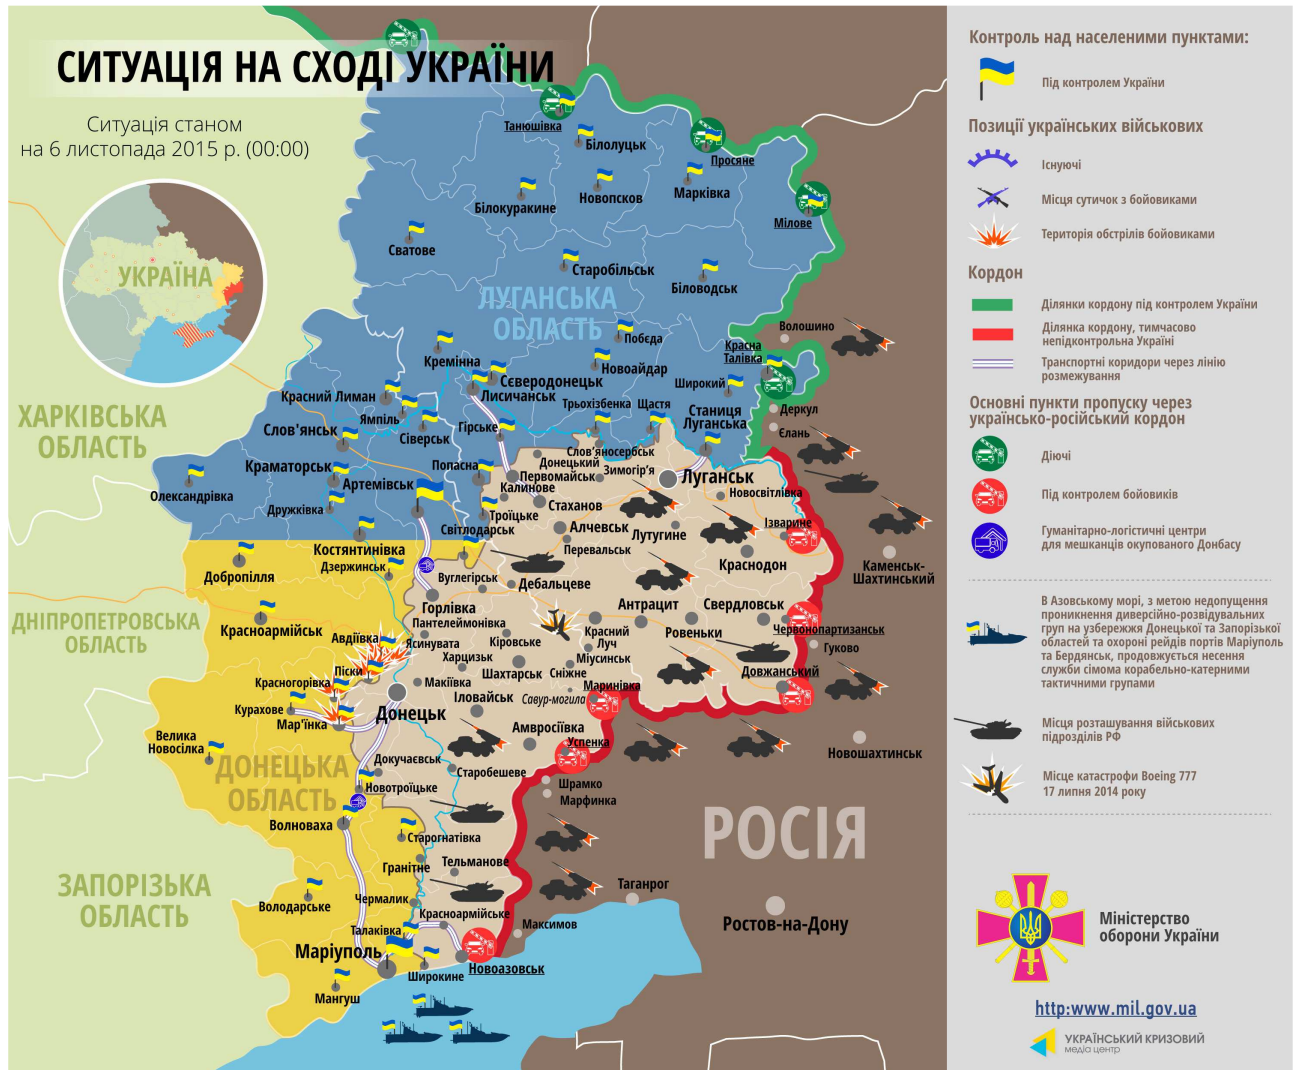 СИТУАЦІЯ НА СХОДІ УКРАЇНИ
Ситуація станом
на 6 листопада 2015 р. (00:00)
УКРАЇНА
ХАРКІВСЬКА
ОБЛАСТЬ
ДНІПРОПЕТРОВСЬКА
ОБЛАСТЬ
ЗАПОРІЗЬКА
ОБЛАСТЬ
ЛУГАНСЬКА
ОБЛАСТЬ
ДОНЕЦЬКА
ОБЛАСТЬ
РОСІЯ
Танюшівка
Білолуцьк
Просяне
Марківка
Новопсков
Білокуракине
Мілове
Сватове
Старобільськ
Біловодськ
Волошино
Побєда
Красна
Талівка
Кремінна
Новоайдар
Сєверодонецьк
Лисичанськ
Широкий
Красний Лиман
Трьохізбенка
Щастя
Станиця
Луганська
Деркул
Ямпіль
Слов'янськ
Сіверськ
Гірське
Єлань
Слов'яносербськ
Донецький
Зимогір'я
Краматорськ
Попасна
Первомайськ
Луганськ
Артемівськ
Калинове
Новосвітлівка
Олександрівка
Дружківка
Стаханов
Троїцьке
Світлодарськ
Алчевськ
Лутугине
Ізварине
Костянтинівка
Перевальськ
Дзержинськ
Краснодон
Каменськ-
Шахтинський
Добропілля
Вуглегірськ
Дебальцеве
Горлівка
Антрацит
Свердловськ
Пантелеймонівка
Красноармійськ
Авдіївка
Ясинувата
Кіровське
Красний
Луч
Ровеньки
Червонопартизанськ
Гуково
Харцизьк
Міусинськ
Піски
Шахтарськ
Сніжне
Довжанський
Красногорівка
Макіївка
Маринівка
Іловайськ
Савур-могила
Курахове
Донецьк
Мар'їнка
Амвросіївка
Велика
Новосілка
Успенка
Новошахтинськ
Докучаєвськ
Старобешеве
Новотроїцьке
Шрамко
Марфинка
Волноваха
Старогнатівка
Гранітне
Тельманове
Таганрог
Володарське
Чермалик
Красноармійське
Ростов-на-Дону
Талаківка
Максимов
Маріуполь
Широкине
Новоазовськ
Мангуш
Контроль над населеними пунктами:
Під контролем України
Позиції українських військових
Існуючі
Місця сутичок з бойовиками
Територія обстрілів бойовиками
Кордон
Ділянки кордону під контролем України
Ділянка кордону, тимчасово
непідконтрольна Україні
Транспортні коридори через лінію
розмежування
Основні пункти пропуску через
українсько-російський кордон
Діючі
Під контролем бойовиків
Гуманітарно-логістичні центри
для мешканців окупованого Донбасу
В Азовському морі, з метою недопущення
проникнення диверсійно-розвідувальних
груп на узбережжя Донецької та Запорізької
областей та охороні рейдів портів Маріуполь
та Бердянськ, продовжується несення
служби сімома корабельно-катерними
тактичними групами
Місця розташування військових
підрозділів РФ
Місце катастрофи Boeing 777
17 липня 2014 року
Міністерство
оборони України
http:www.mil.gov.ua
УКРАЇНСЬКИЙ КРИЗОВИЙ
медіа центр